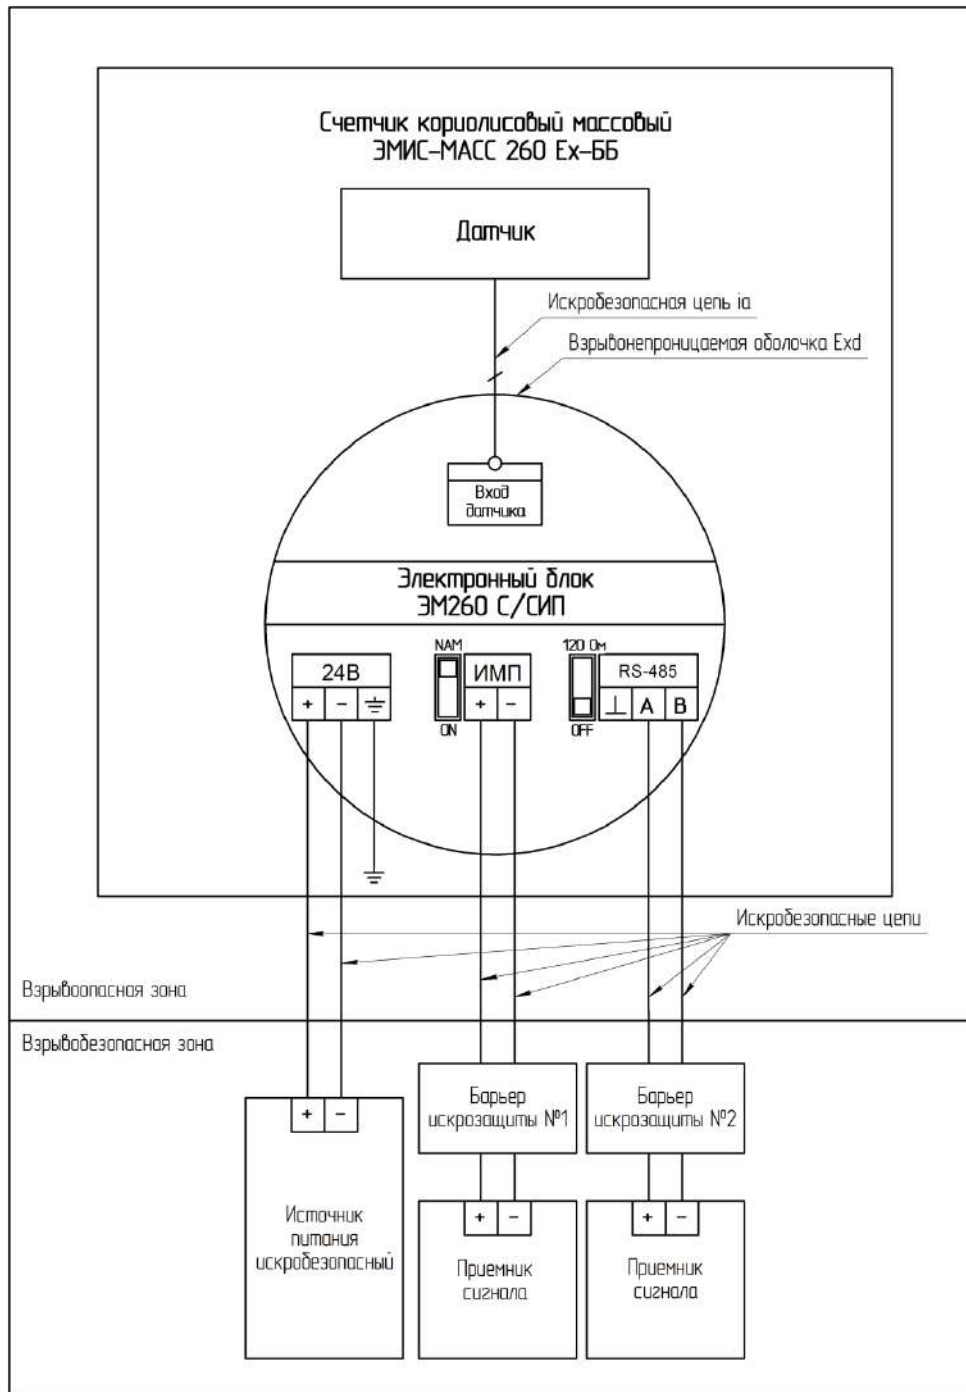 Счетчик кориолисовый массовый
ЭМИС-МАСС 260 Ех-ББ
Датчик
Искробезопасная цепь ia
Взрывонепроницаемая оболочка Exd
Вход
датчика
Электронный блок
ЭМ260 С/СИП
NAM
120 Ом
24В
ИМП
RS-485
+ −
+ −
A B
ON
OFF
Искробезопасные цепи
Взрывоопасная зона
Взрывобезопасная зона
+ −
Источник
питания
искробезопасный
Барьер
искрозащиты №1
Барьер
искрозащиты №2
+ −
Приемник
сигнала
+ −
Приемник
сигнала